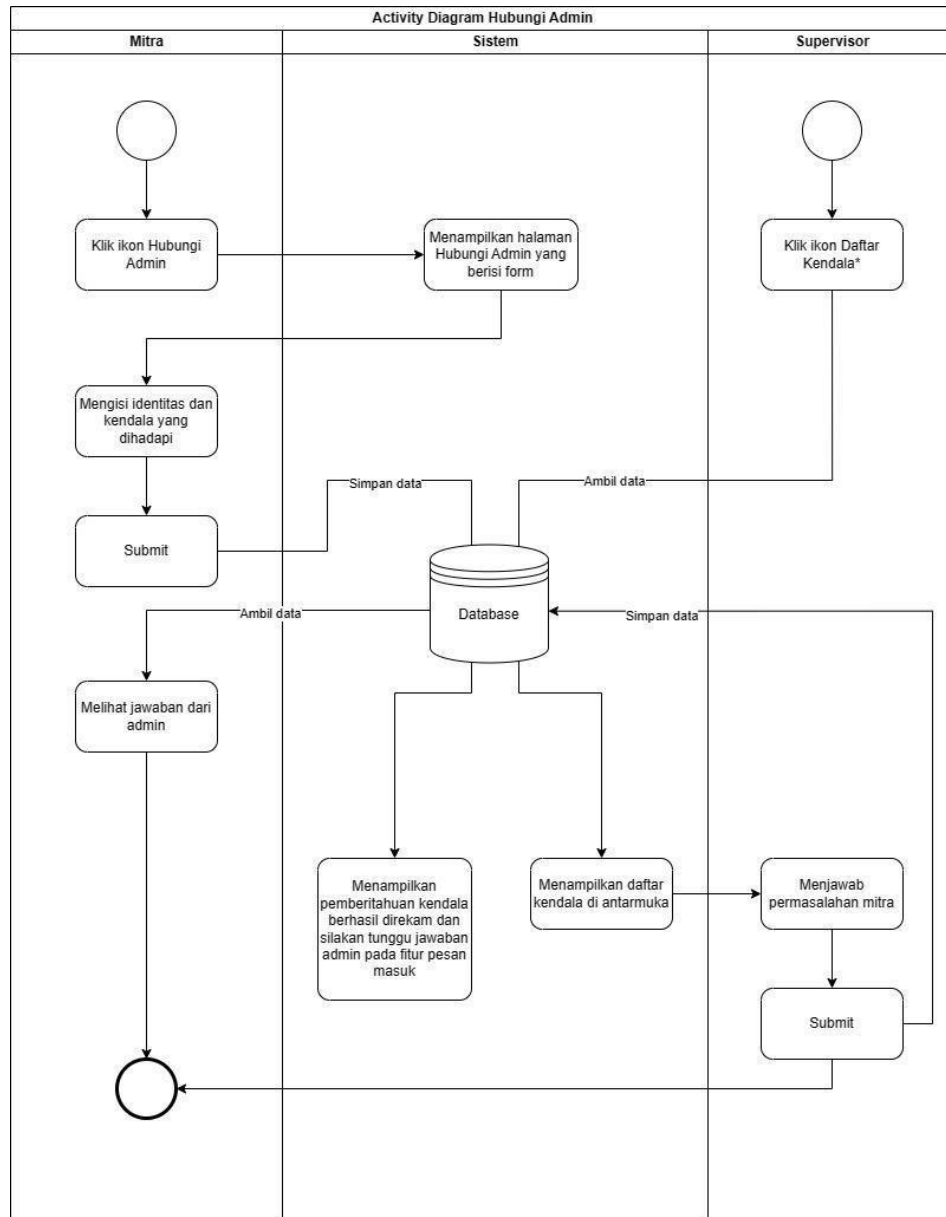 Activity Diagram Hubungi Admin
Mitra
Sistem
Supervisor
Klik ikon Hubungi
Admin
Menampilkan halaman
Hubungi Admin yang
berisi form
Klik ikon Daftar
Kendala*
Mengisi identitas dan
kendala yang
dihadapi
Simpan data
Ambil data
Submit
Ambil data
Database
Simpan data
Melihat jawaban dari
admin
Menampilkan
pemberitahuan kendala
berhasil direkam dan
silakan tunggu jawaban
admin pada fitur pesan
masuk
Menampilkan daftar
kendala di antarmuka
Menjawab
permasalahan mitra
Submit